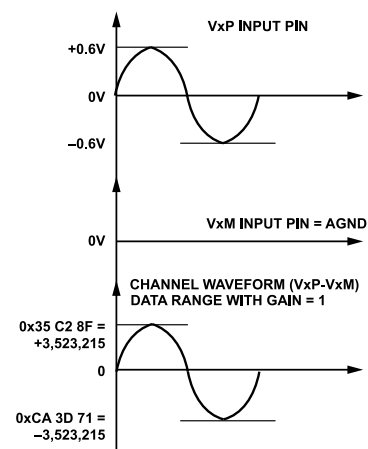 VxP INPUT PIN
+0.6V
0V
–0.6V
VxM INPUT PIN = AGND
0V
CHANNEL WAVEFORM (VxP-VxM)
DATA RANGE WITH GAIN = 1
0x35 C2 8F =
+3,523,215
0
0xCA 3D 71 =
–3,523,215